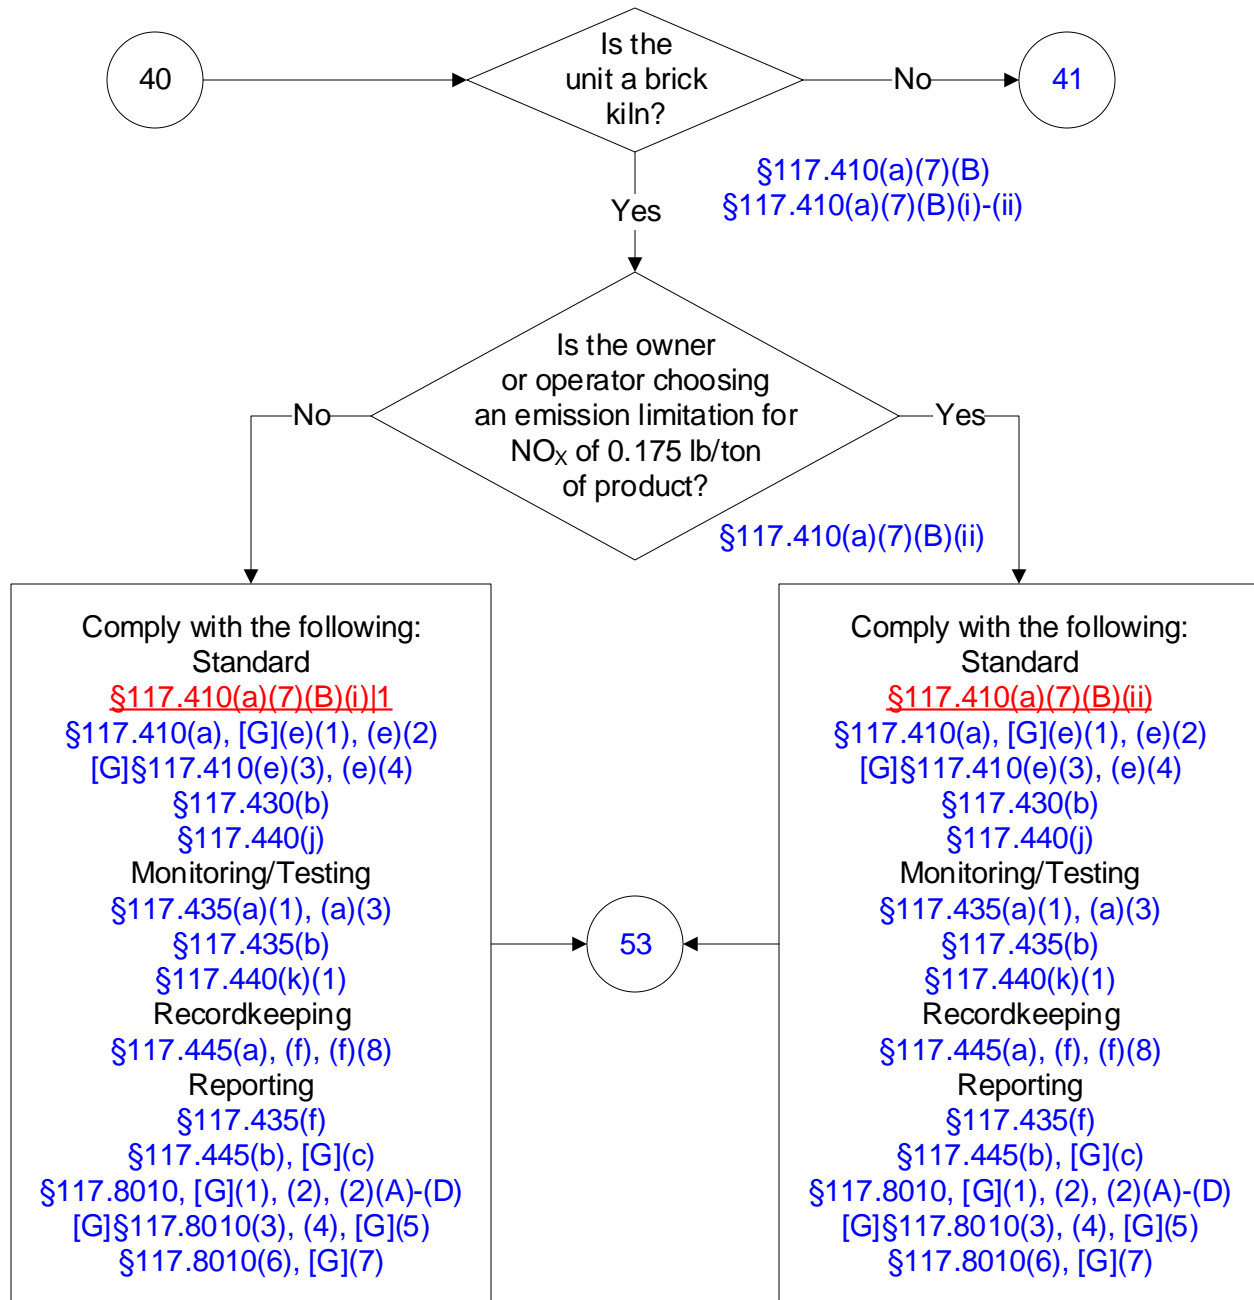 40
Is the
unit a brick
kiln?
No
41
Yes
§117.410(a)(7)(B)
§117.410(a)(7)(B)(i)-(ii)
Is the owner
or operator choosing
an emission limitation for
NOX of 0.175 lb/ton
of product?
No
Yes
§117.410(a)(7)(B)(ii)
Comply with the following:
Standard
§117.410(a)(7)(B)(i)|1
§117.410(a), [G](e)(1), (e)(2)
[G]§117.410(e)(3), (e)(4)
§117.430(b)
§117.440(j)
Monitoring/Testing
§117.435(a)(1), (a)(3)
§117.435(b)
§117.440(k)(1)
Recordkeeping
§117.445(a), (f), (f)(8)
Reporting
§117.435(f)
§117.445(b), [G](c)
§117.8010, [G](1), (2), (2)(A)-(D)
[G]§117.8010(3), (4), [G](5)
§117.8010(6), [G](7)
53
Comply with the following:
Standard
§117.410(a)(7)(B)(ii)
§117.410(a), [G](e)(1), (e)(2)
[G]§117.410(e)(3), (e)(4)
§117.430(b)
§117.440(j)
Monitoring/Testing
§117.435(a)(1), (a)(3)
§117.435(b)
§117.440(k)(1)
Recordkeeping
§117.445(a), (f), (f)(8)
Reporting
§117.435(f)
§117.445(b), [G](c)
§117.8010, [G](1), (2), (2)(A)-(D)
[G]§117.8010(3), (4), [G](5)
§117.8010(6), [G](7)